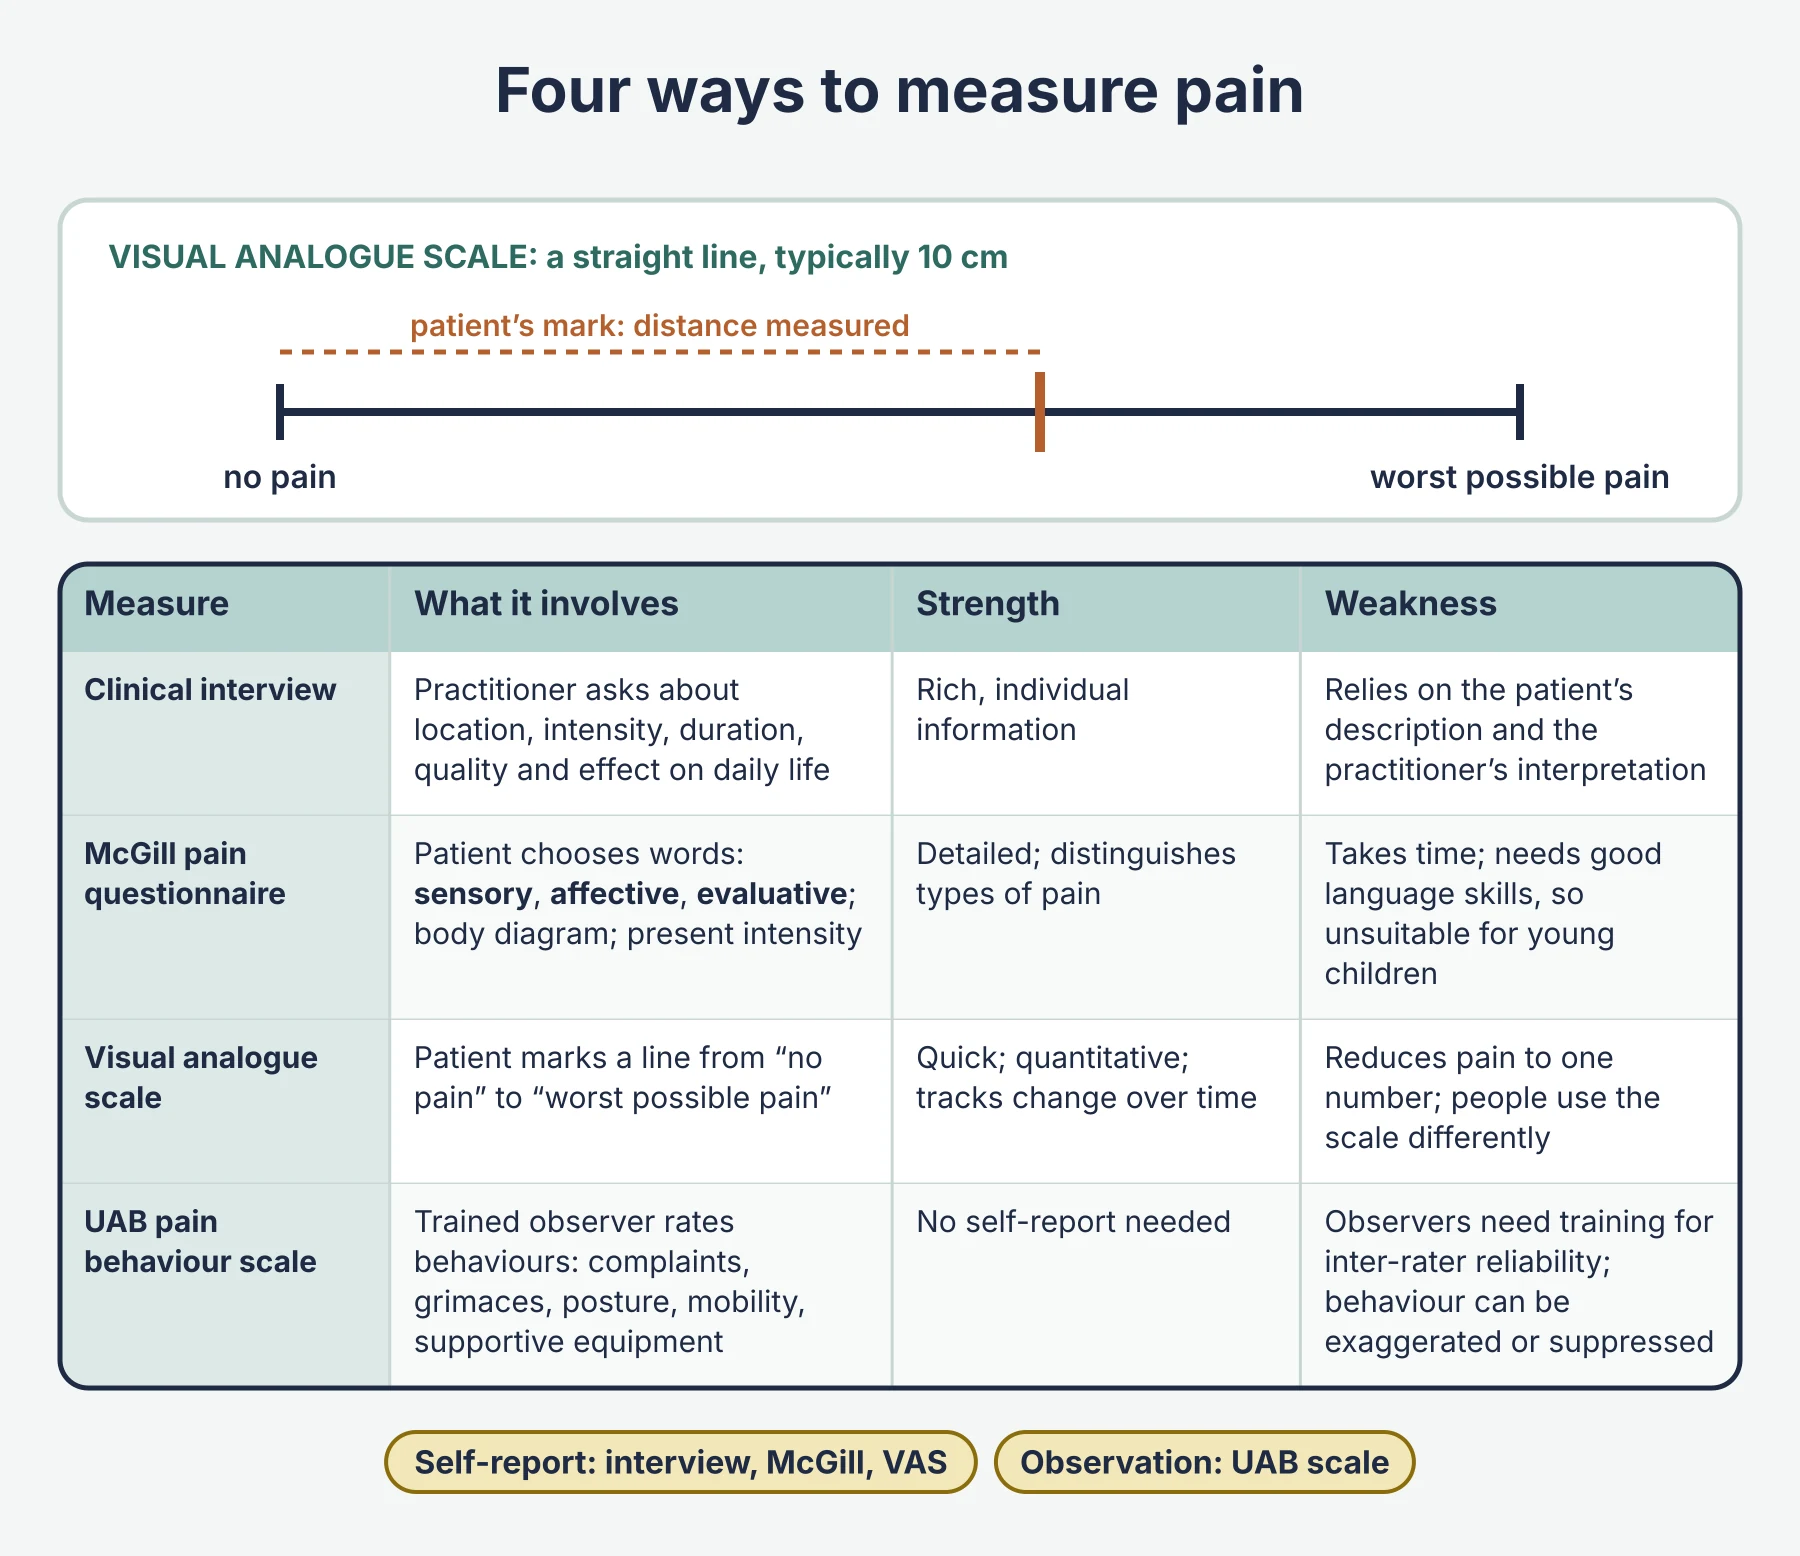 Four ways to measure pain
VISUAL ANALOGUE SCALE: a straight line, typically 10 cm
patient’s mark: distance measured
no pain
worst possible pain
Measure
What it involves
Strength
Weakness
Clinical interview
Practitioner asks about
location, intensity, duration,
quality and effect on daily life
Rich, individual
information
Relies on the patient’s
description and the
practitioner’s interpretation
McGill pain
questionnaire
Patient chooses words:
sensory, affective, evaluative;
body diagram; present intensity
Detailed; distinguishes
types of pain
Takes time; needs good
language skills, so
unsuitable for young
children
Visual analogue
scale
Patient marks a line from “no
pain” to “worst possible pain”
Quick; quantitative;
tracks change over time
Reduces pain to one
number; people use the
scale differently
UAB pain
behaviour scale
Trained observer rates
behaviours: complaints,
grimaces, posture, mobility,
supportive equipment
No self-report needed
Observers need training for
inter-rater reliability;
behaviour can be
exaggerated or suppressed
Self-report: interview, McGill, VAS
Observation: UAB scale